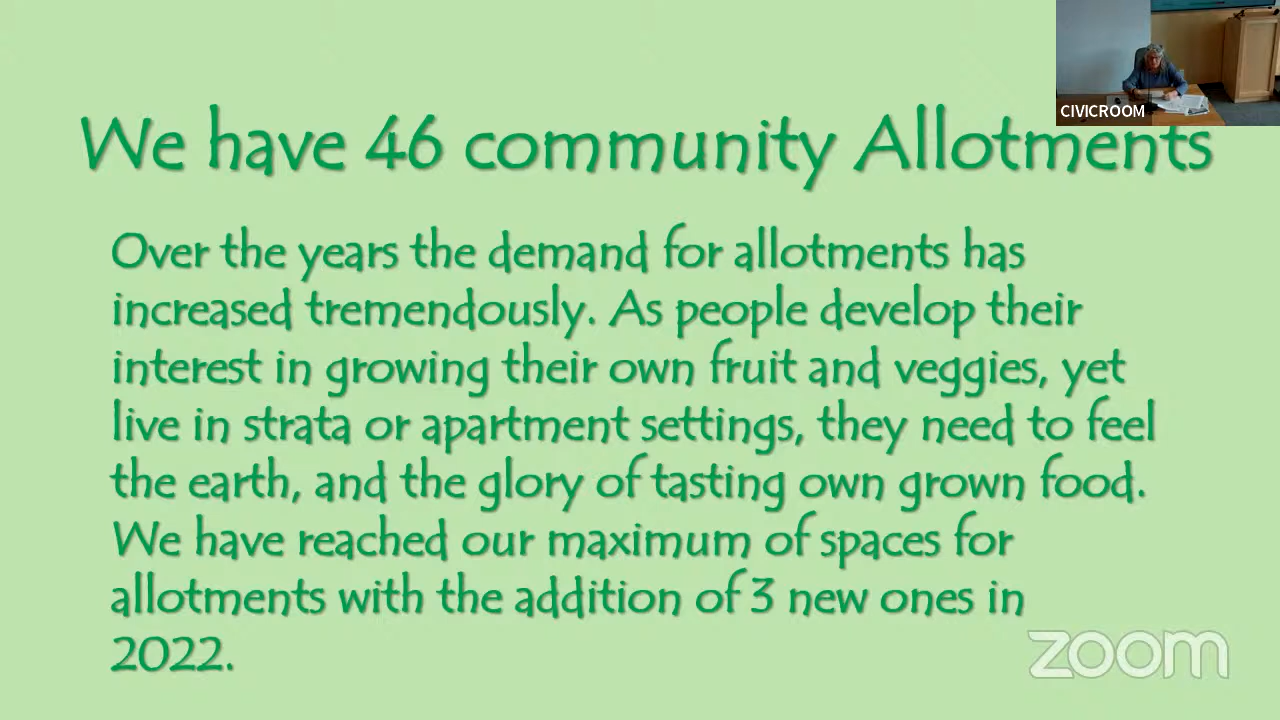 CIVICROOM
We have 46 community Allotments
Over the years the demand for allotments has
increased tremendously. As people develop their
interest in growing their own fruit and veggies, yet
live in strata or apartment settings, they need to feel
the earth, and the glory of tasting own grown food.
We have reached our maximum of spaces for
allotments with the addition of 3 new ones in
2022.
zoom